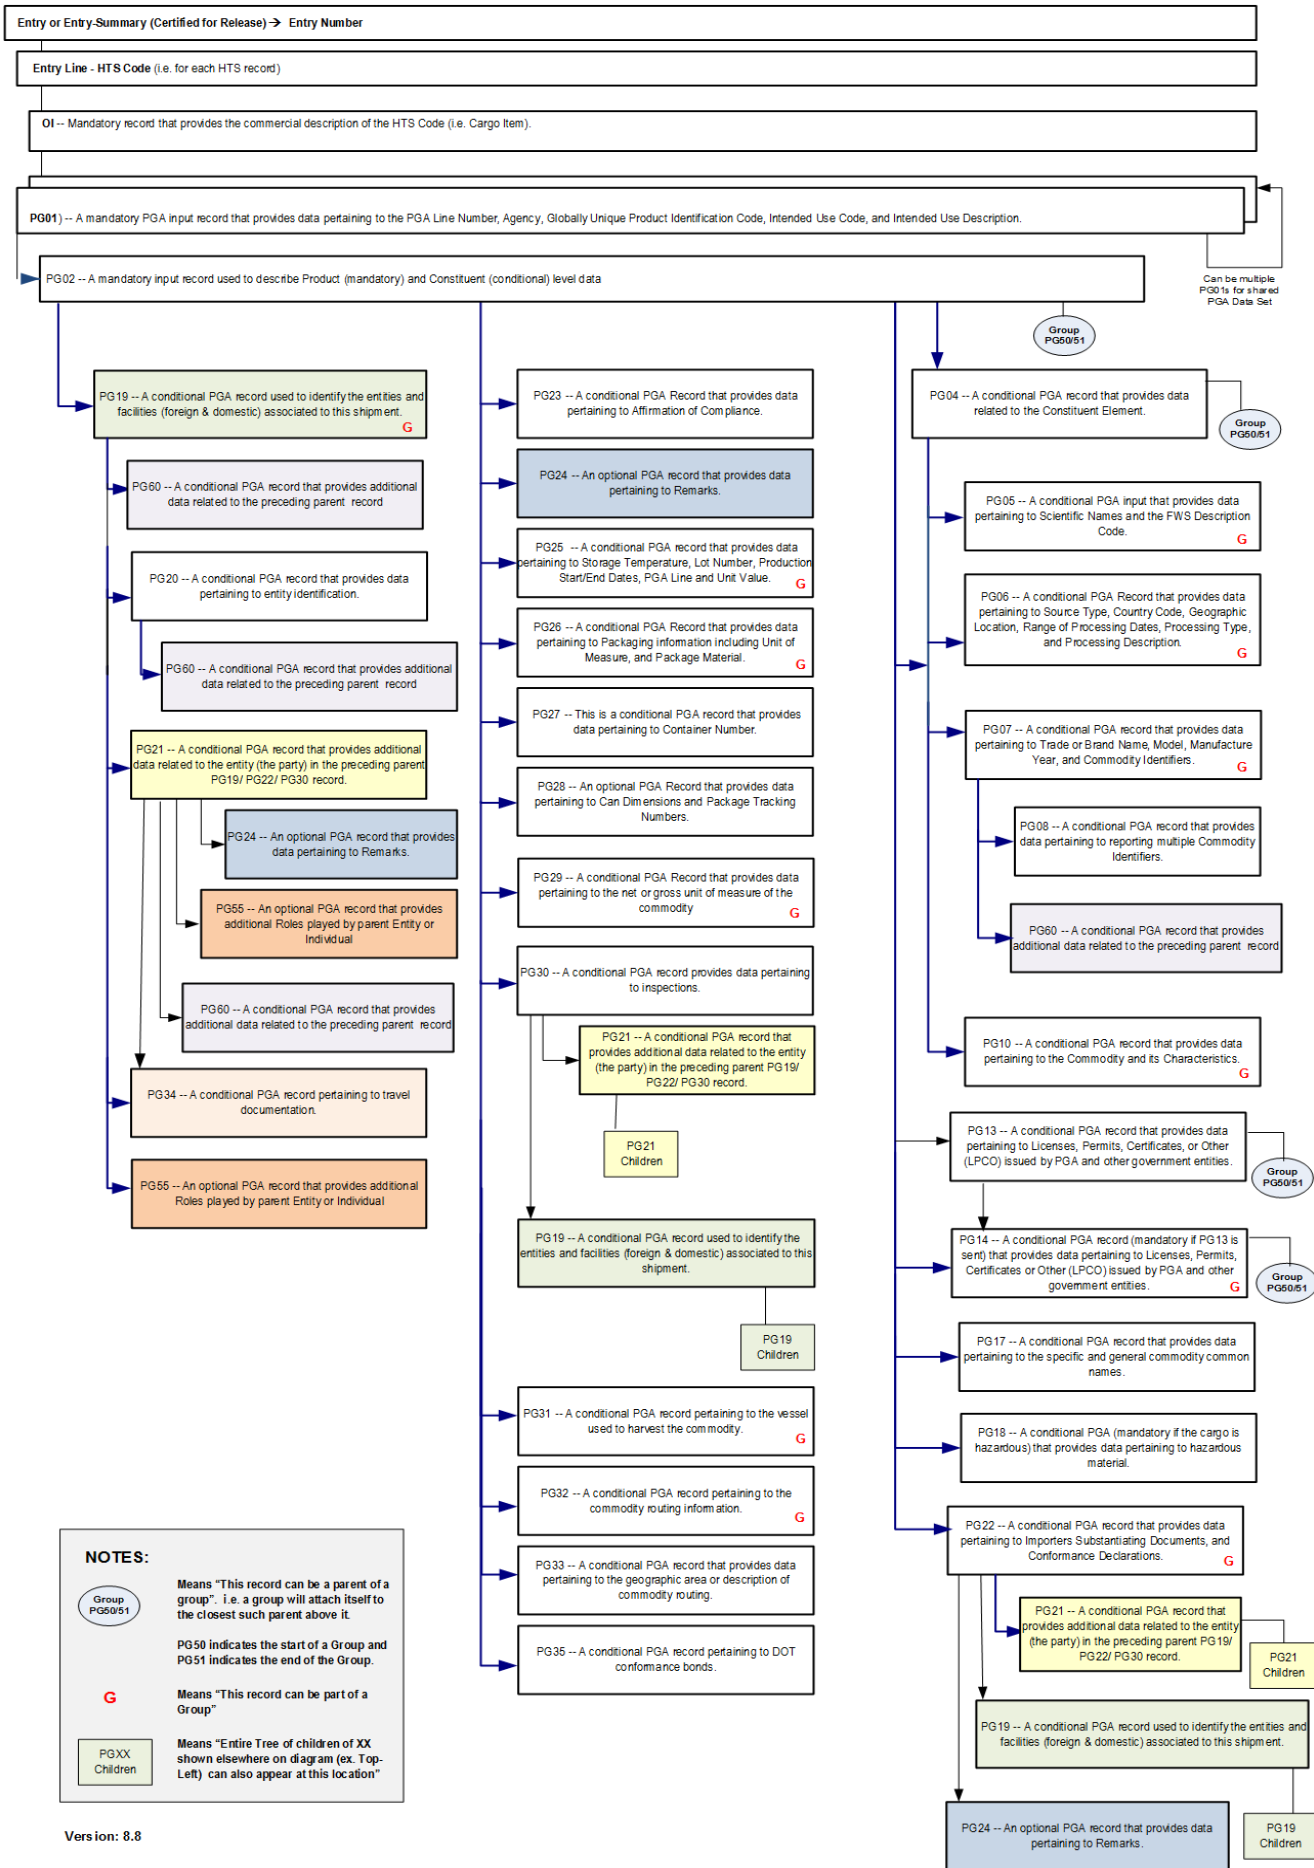 Entry or Entry-Summary (Certified for Release) → Entry Number
Entry Line - HTS Code (i.e. for each HTS record)
OI -- Mandatory record that provides the commercial description of the HTS Code (i.e. Cargo Item).
PG01) -- A mandatory PGA input record that provides data pertaining to the PGA Line Number, Agency, Globally Unique Product Identification Code, Intended Use Code, and Intended Use Description.
PG02 -- A mandatory input record used to describe Product (mandatory) and Constituent (conditional) level data
Can be multiple
PG01s for shared
PGA Data Set
Group
PG50/51
PG19 -- A conditional PGA record used to identify the entities and
facilities (foreign & domestic) associated to this shipment.
G
PG60 -- A conditional PGA record that provides additional
data related to the preceding parent record
PG20 -- A conditional PGA record that provides data
pertaining to entity identification.
PG60 -- A conditional PGA record that provides additional
data related to the preceding parent record
PG21 -- A conditional PGA record that provides additional
data related to the entity (the party) in the preceding parent
PG19/ PG22/ PG30 record.
PG24 -- An optional PGA record that provides
data pertaining to Remarks.
PG55 -- An optional PGA record that provides
additional Roles played by parent Entity or
Individual
PG60 -- A conditional PGA record that provides
additional data related to the preceding parent record
PG34 -- A conditional PGA record pertaining to travel
documentation.
PG55 -- An optional PGA record that provides additional
Roles played by parent Entity or Individual
PG23 -- A conditional PGA Record that provides data
pertaining to Affirmation of Compliance.
PG24 -- An optional PGA record that provides data
pertaining to Remarks.
PG25 -- A conditional PGA record that provides data
pertaining to Storage Temperature, Lot Number, Production
Start/End Dates, PGA Line and Unit Value.
G
PG26 -- A conditional PGA Record that provides data
pertaining to Packaging information including Unit of
Measure, and Package Material.
G
PG27 -- This is a conditional PGA record that provides
data pertaining to Container Number.
PG28 -- An optional PGA Record that provides data
pertaining to Can Dimensions and Package Tracking
Numbers.
PG29 -- A conditional PGA Record that provides data
pertaining to the net or gross unit of measure of the
commodity
G
PG30 -- A conditional PGA record provides data pertaining
to inspections.
PG21 -- A conditional PGA record that
provides additional data related to the entity
(the party) in the preceding parent PG19/
PG22/ PG30 record.
PG21
Children
PG19 -- A conditional PGA record used to identify the
entities and facilities (foreign & domestic) associated to this
shipment.
PG19
Children
PG31 -- A conditional PGA record pertaining to the vessel
used to harvest the commodity.
G
PG32 -- A conditional PGA record pertaining to the
commodity routing information.
G
PG33 -- A conditional PGA record that provides data
pertaining to the geographic area or description of
commodity routing.
PG35 -- A conditional PGA record pertaining to DOT
conformance bonds.
PG04 -- A conditional PGA record that provides data
related to the Constituent Element.
Group
PG50/51
PG05 -- A conditional PGA input that provides data
pertaining to Scientific Names and the FWS Description
Code.
G
PG06 -- A conditional PGA Record that provides data
pertaining to Source Type, Country Code, Geographic
Location, Range of Processing Dates, Processing Type,
and Processing Description.
G
PG07 -- A conditional PGA record that provides data
pertaining to Trade or Brand Name, Model, Manufacture
Year, and Commodity Identifiers.
G
PG08 -- A conditional PGA record that provides
data pertaining to reporting multiple Commodity
Identifiers.
PG60 -- A conditional PGA record that provides
additional data related to the preceding parent record
PG10 -- A conditional PGA record that provides data
pertaining to the Commodity and its Characteristics.
G
PG13 -- A conditional PGA record that provides data
pertaining to Licenses, Permits, Certificates, or Other
(LPCO) issued by PGA and other government entities.
Group
PG50/51
PG14 -- A conditional PGA record (mandatory if PG13 is
sent) that provides data pertaining to Licenses, Permits,
Certificates or Other (LPCO) issued by PGA and other
government entities.
G
Group
PG50/51
PG17 -- A conditional PGA record that provides data
pertaining to the specific and general commodity common
names.
PG18 -- A conditional PGA (mandatory if the cargo is
hazardous) that provides data pertaining to hazardous
material.
PG22 -- A conditional PGA record that provides data
pertaining to Importers Substantiating Documents, and
Conformance Declarations.
G
PG21 -- A conditional PGA record that
provides additional data related to the entity
(the party) in the preceding parent PG19/
PG22/ PG30 record.
PG21
Children
PG19 -- A conditional PGA record used to identify the entities and
facilities (foreign & domestic) associated to this shipment.
PG19
Children
PG24 -- An optional PGA record that provides data
pertaining to Remarks.
NOTES:
Group
PG50/51
Means "This record can be a parent of a
group". i.e. a group will attach itself to
the closest such parent above it.
PG50 indicates the start of a Group and
PG51 indicates the end of the Group.
G
Means "This record can be part of a
Group"
PGXX
Children
Means "Entire Tree of children of XX
shown elsewhere on diagram (ex. Top-
Left) can also appear at this location"
Version: 8.8